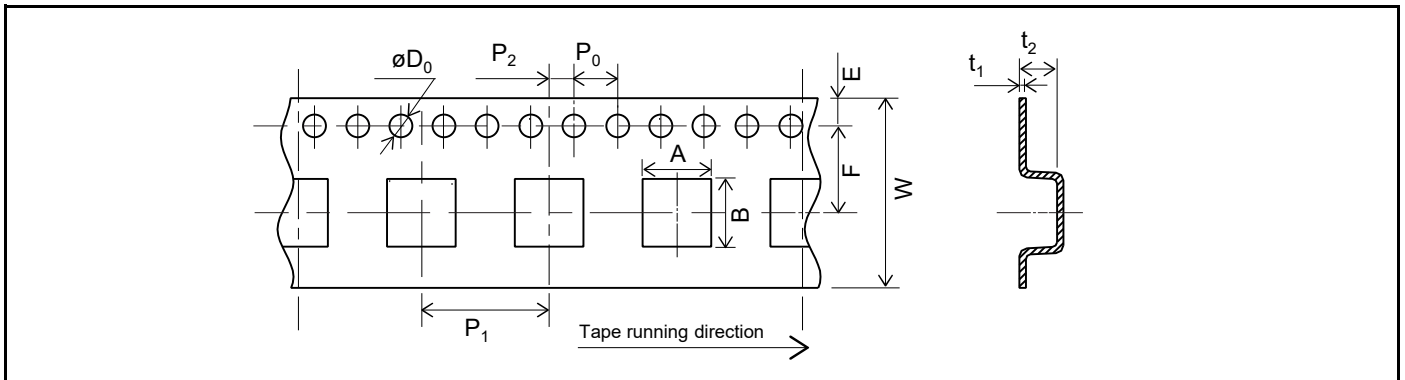 t₂
P₂
P₀
øD₀
t₁
E
A
F
W
B
P₁
Tape running direction